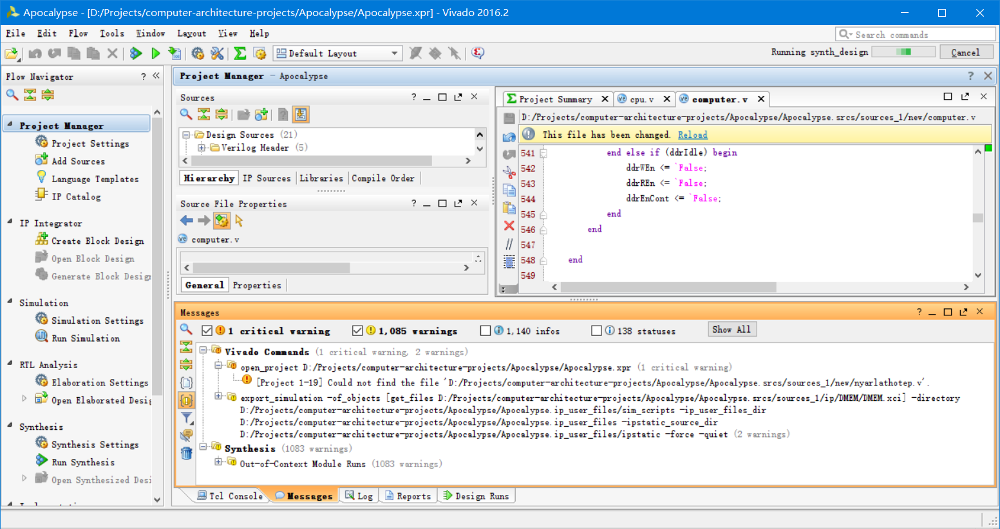 Apocalypse - [D:/Projects/computer-architecture-projects/Apocalypse/Apocalypse.xpr] - Vivado 2016.2
File Edit Flow Tools Window Layout View Help
Search commands
Default Layout
Running synth_design
Cancel
Flow Navigator
Project Manager
Project Settings
Add Sources
Language Templates
IP Catalog
IP Integrator
Create Block Design
Open Block Design
Generate Block Design
Simulation
Simulation Settings
Run Simulation
RTL Analysis
Elaboration Settings
Open Elaborated Desig
Synthesis
Synthesis Settings
Run Synthesis
Open Synthesized Desi
Project Manager - Apocalypse
Sources
Design Sources (21)
Verilog Header (5)
Hierarchy IP Sources Libraries Compile Order
Source File Properties
computer.v
General Properties
Project Summary cpu.v computer.v
D:/Projects/computer-architecture-projects/Apocalypse/Apocalypse.srcs/sources_1/new/computer.v
This file has been changed. Reload
541 end else if (ddrIdle) begin
542 ddrWEn <= `False;
543 ddrREn <= `False;
544 ddrEnCont <= `False;
545 end
546 end
547
548 end
549
Messages
1 critical warning 1,085 warnings 1,140 infos 138 statuses Show All
Vivado Commands (1 critical warning, 2 warnings)
open_project D:/Projects/computer-architecture-projects/Apocalypse/Apocalypse.xpr (1 critical warning)
[Project 1-19] Could not find the file 'D:/Projects/computer-architecture-projects/Apocalypse/Apocalypse.srcs/sources_1/new/nyarlathotep.v'.
export_simulation -of_objects [get_files D:/Projects/computer-architecture-projects/Apocalypse/Apocalypse.srcs/sources_1/ip/DMEM/DMEM.xci] -directory
D:/Projects/computer-architecture-projects/Apocalypse/Apocalypse.ip_user_files/sim_scripts -ip_user_files_dir
D:/Projects/computer-architecture-projects/Apocalypse/Apocalypse.ip_user_files -ipstatic_source_dir
D:/Projects/computer-architecture-projects/Apocalypse/Apocalypse.ip_user_files/ipstatic -force -quiet (2 warnings)
Synthesis (1083 warnings)
Out-of-Context Module Runs (1083 warnings)
Tcl Console Messages Log Reports Design Runs